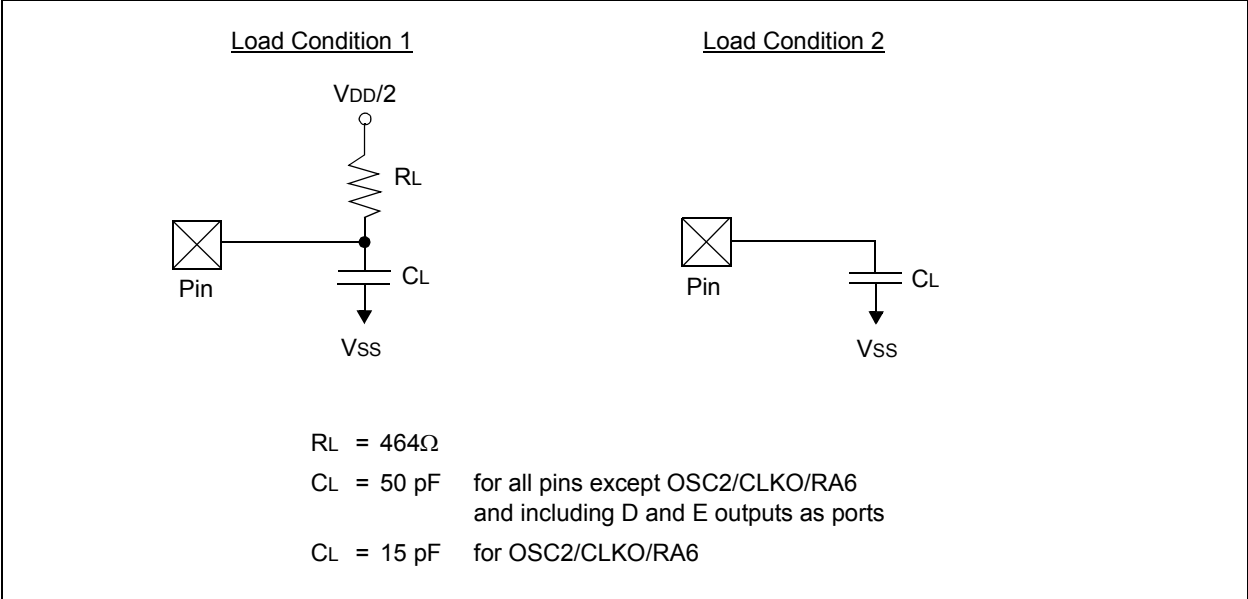 Load Condition 1
VDD/2
RL
Pin
CL
VSS
Load Condition 2
Pin
CL
VSS
RL = 464Ω
CL = 50 pF for all pins except OSC2/CLKO/RA6
and including D and E outputs as ports
CL = 15 pF for OSC2/CLKO/RA6